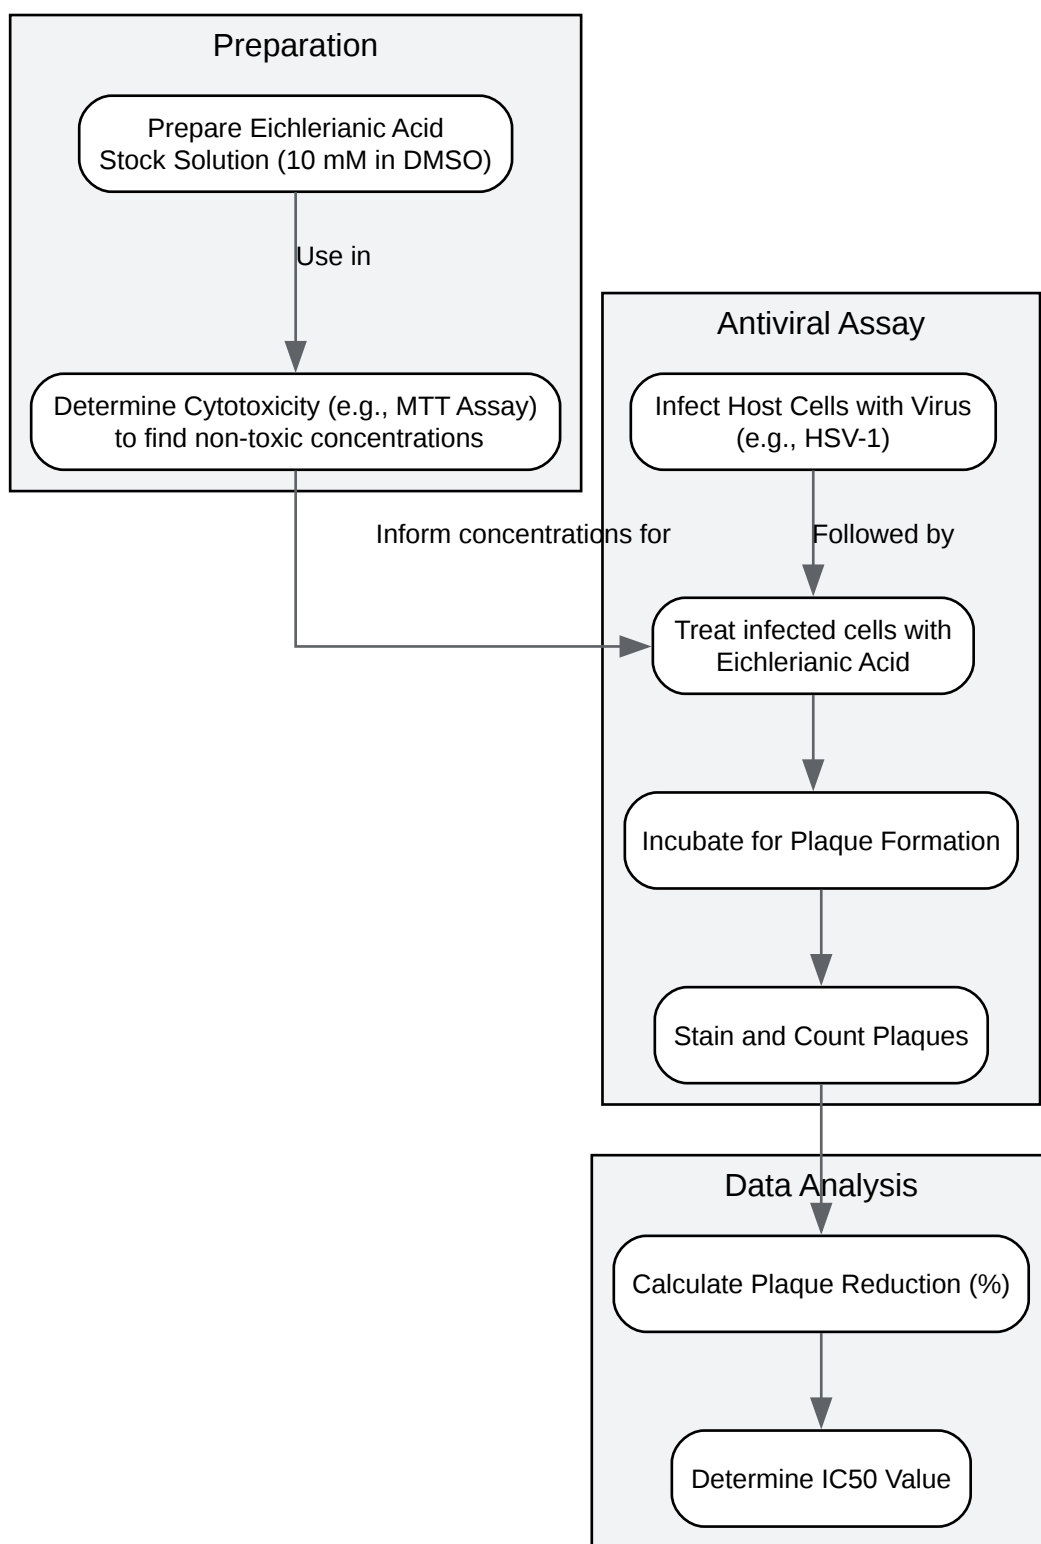 Preparation
Prepare Eichlerianic Acid
Stock Solution (10 mM in DMSO)
Use in
Determine Cytotoxicity (e.g., MTT Assay)
to find non-toxic concentrations
Inform concentrations for
Antiviral Assay
Infect Host Cells with Virus
(e.g., HSV-1)
Followed by
Treat infected cells with
Eichlerianic Acid
Incubate for Plaque Formation
Stain and Count Plaques
Data Analysis
Calculate Plaque Reduction (%)
Determine IC50 Value